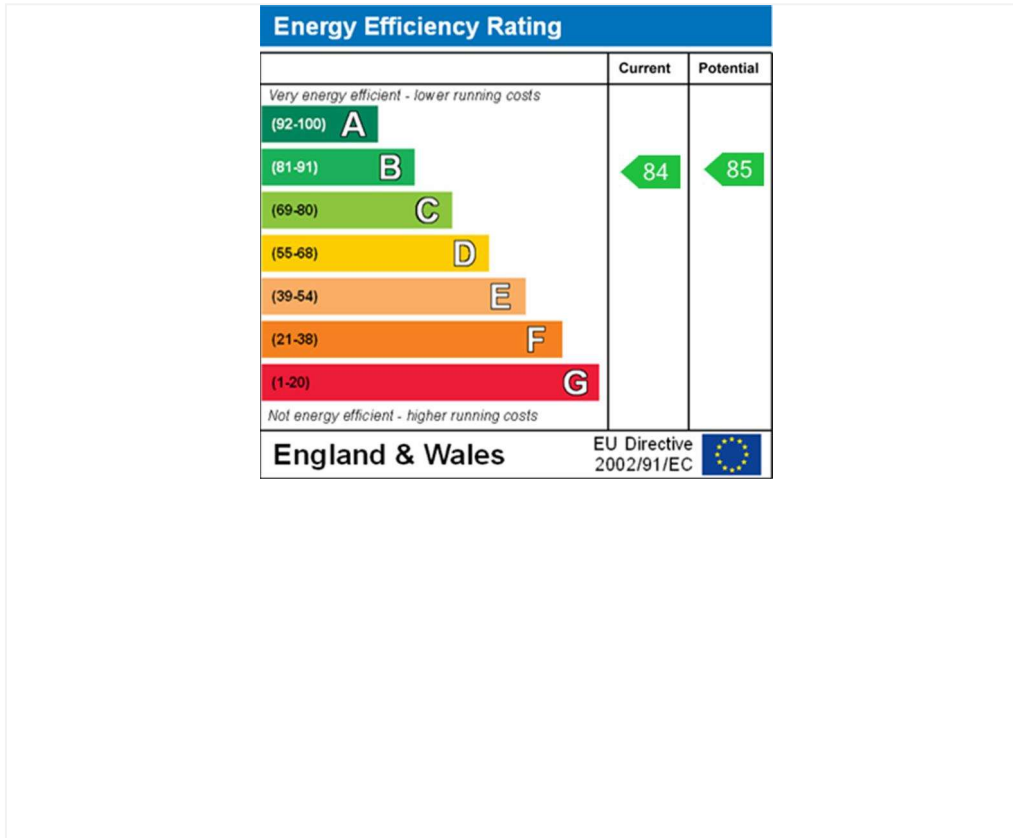 Energy Efficiency Rating
Current Potential
Very energy efficient - lower running costs
(92-100) A
(81-91) B 84 85
(69-80) C
(55-68) D
(39-54) E
(21-38) F
(1-20) G
Not energy efficient - higher running costs
England & Wales EU Directive
2002/91/EC